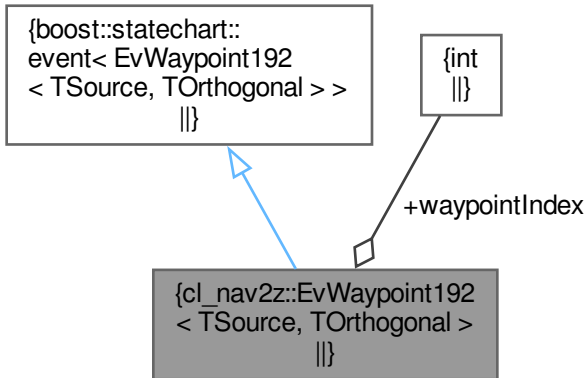 {boost::statechart::
event< EvWaypoint192
< TSource, TOrthogonal > >
||}
{int
||}
+waypointIndex
{cl_nav2z::EvWaypoint192
< TSource, TOrthogonal >
||}